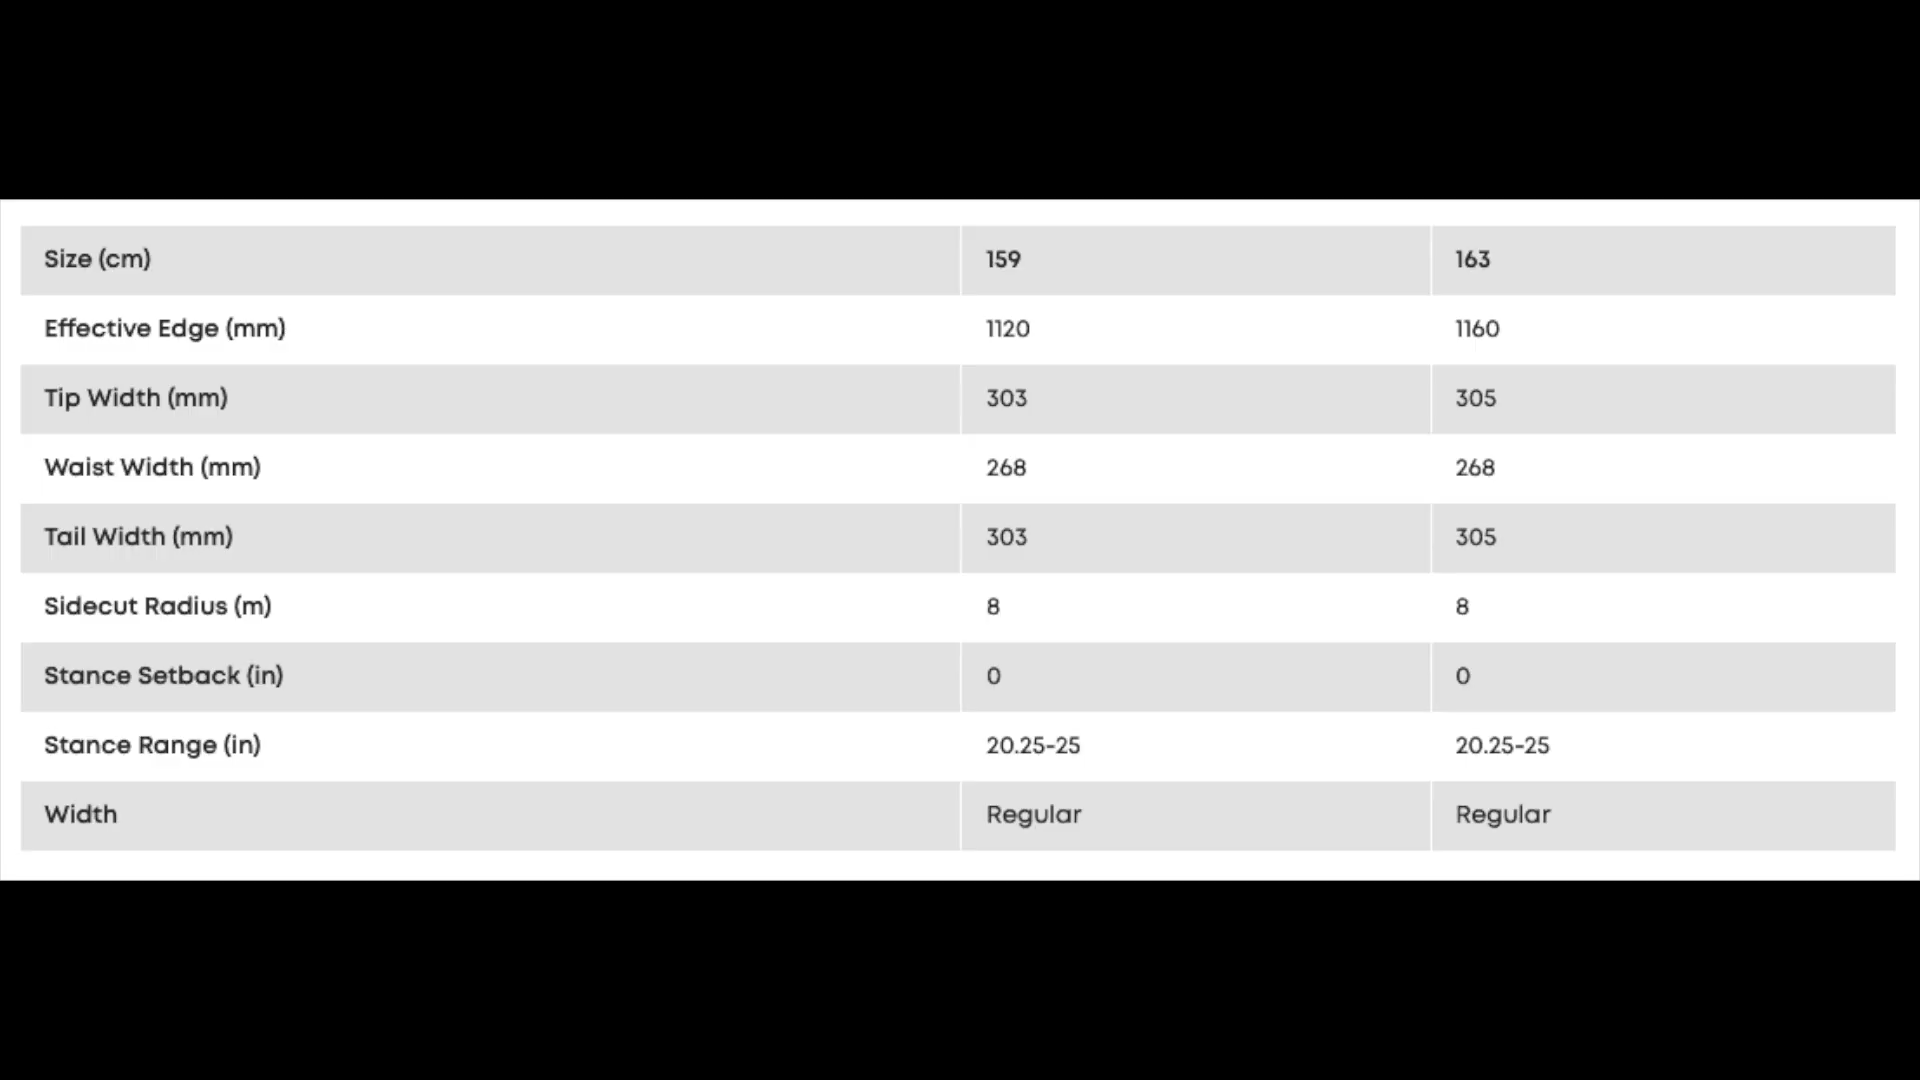 Size (cm) 159 163
Effective Edge (mm) 1120 1160
Tip Width (mm) 303 305
Waist Width (mm) 268 268
Tail Width (mm) 303 305
Sidecut Radius (m) 8 8
Stance Setback (in) 0 0
Stance Range (in) 20.25-25 20.25-25
Width Regular Regular